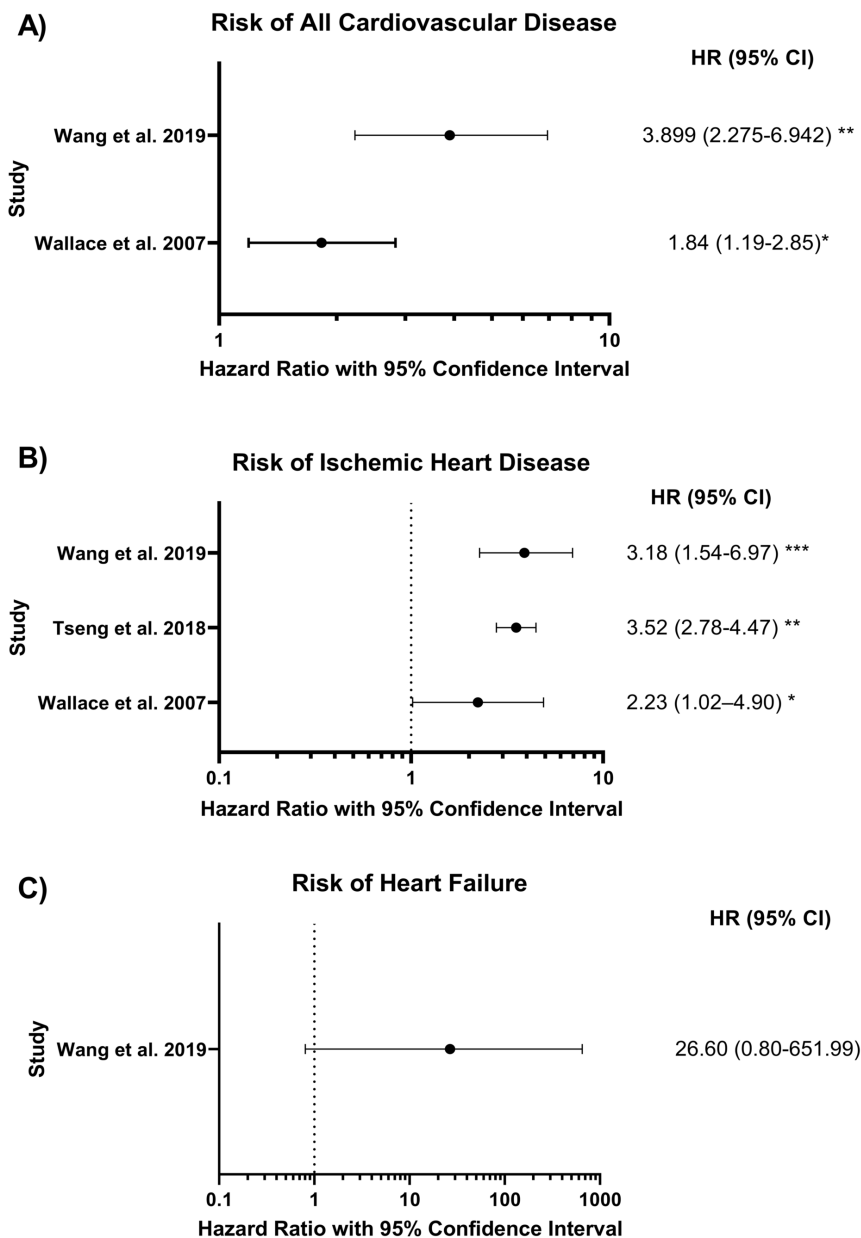 A)
Risk of All Cardiovascular Disease
HR (95% CI)
Study
Wang et al. 2019
3.899 (2.275-6.942) **
Wallace et al. 2007
1.84 (1.19-2.85)*
1 10
Hazard Ratio with 95% Confidence Interval
B)
Risk of Ischemic Heart Disease
HR (95% CI)
Study
Wang et al. 2019
3.18 (1.54-6.97) ***
Tseng et al. 2018
3.52 (2.78-4.47) **
Wallace et al. 2007
2.23 (1.02–4.90) *
0.1 1 10
Hazard Ratio with 95% Confidence Interval
C)
Risk of Heart Failure
HR (95% CI)
Study
Wang et al. 2019
26.60 (0.80-651.99)
0.1 1 10 100 1000
Hazard Ratio with 95% Confidence Interval